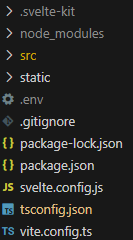 .svelte-kit
node_modules
src
static
.env
.gitignore
package-lock.json
package.json
svelte.config.js
tsconfig.json
vite.config.ts